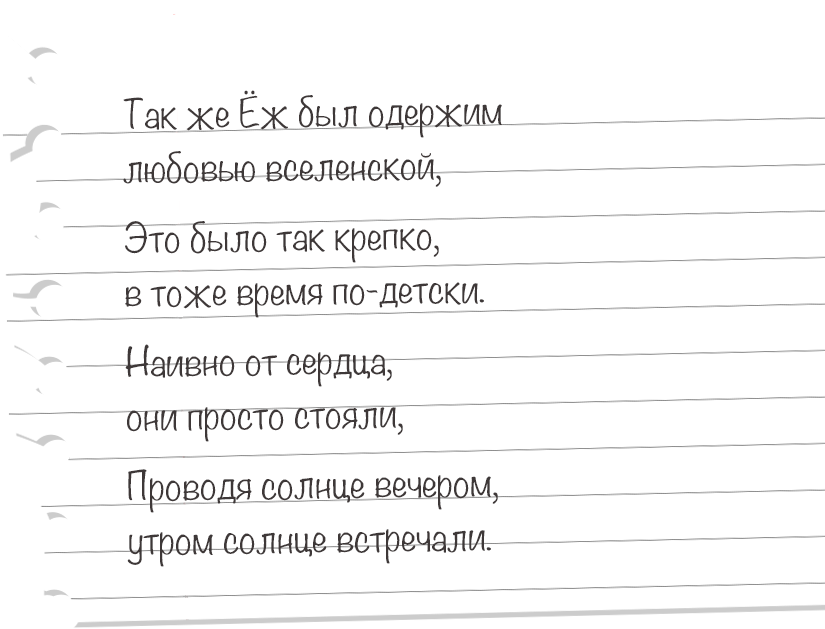 Так же Ёж был одержим
любовью вселенской,
Это было так крепко,
в тоже время по-детски.
Наивно от сердца,
они просто стояли,
Проводя солнце вечером,
утром солнце встречали.